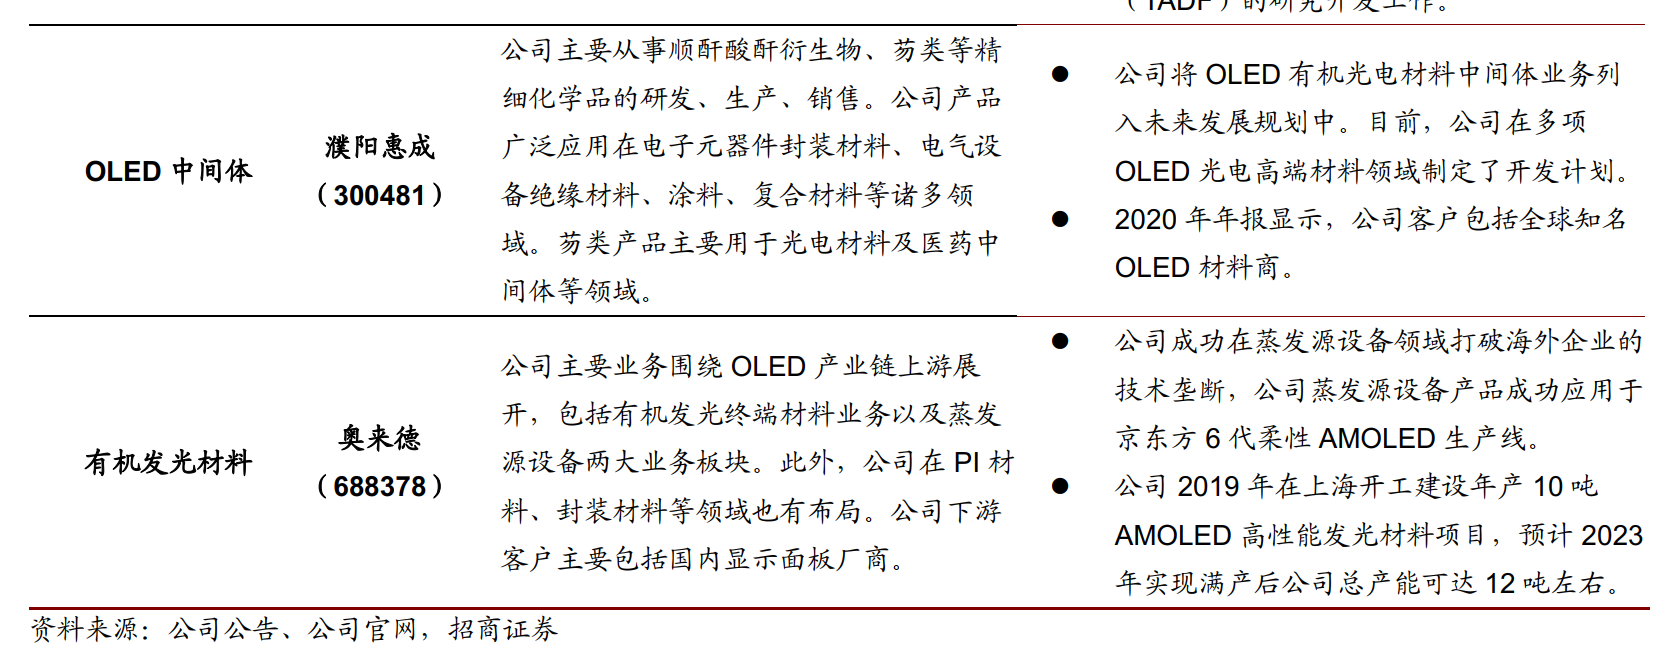 （TADF）的研究开发工作。
OLED 中间体
濮阳惠成
（300481）
公司主要从事顺酐酸酐衍生物、芴类等精
细化学品的研发、生产、销售。公司产品
广泛应用在电子元器件封装材料、电气设
备绝缘材料、涂料、复合材料等诸多领
域。芴类产品主要用于光电材料及医药中
间体等领域。
● 公司将 OLED 有机光电材料中间体业务列
入未来发展规划中。目前，公司在多项
OLED 光电高端材料领域制定了开发计划。
● 2020 年年报显示，公司客户包括全球知名
OLED 材料商。
有机发光材料
奥来德
（688378）
公司主要业务围绕 OLED 产业链上游展
开，包括有机发光终端材料业务以及蒸发
源设备两大业务板块。此外，公司在 PI 材
料、封装材料等领域也有布局。公司下游
客户主要包括国内显示面板厂商。
● 公司成功在蒸发源设备领域打破海外企业的
技术垄断，公司蒸发源设备产品成功应用于
京东方 6 代柔性 AMOLED 生产线。
● 公司 2019 年在上海开工建设年产 10 吨
AMOLED 高性能发光材料项目，预计 2023
年实现满产后公司总产能可达 12 吨左右。
资料来源：公司公告、公司官网，招商证券